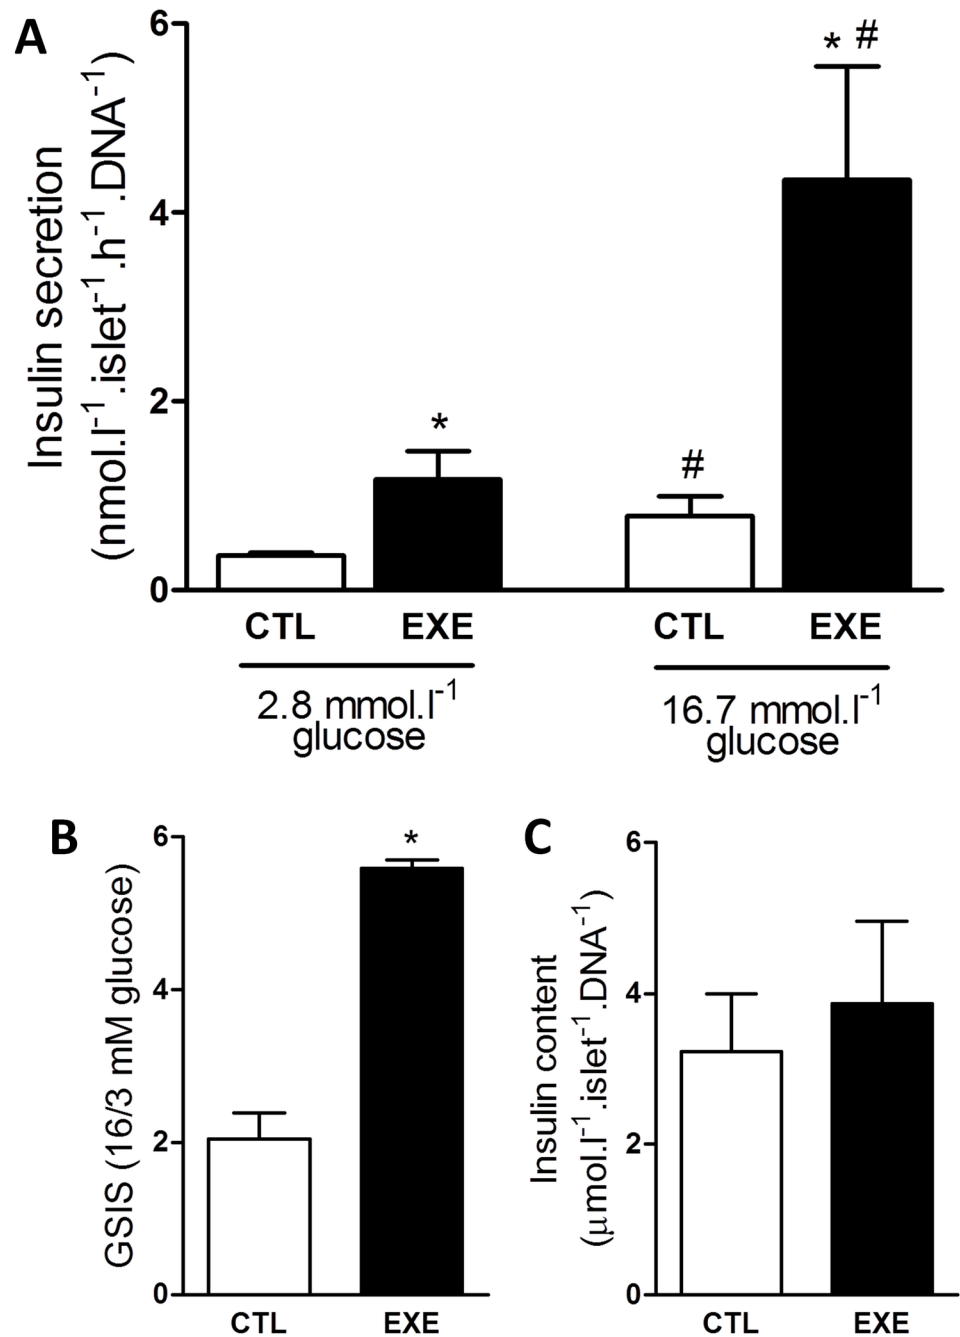 A
Insulin secretion
(nmol.l⁻¹.islet⁻¹.h⁻¹.DNA⁻¹)
6
4
2
0
*
#
* #
CTL EXE CTL EXE
2.8 mmol.l⁻¹
glucose
16.7 mmol.l⁻¹
glucose
B
GSIS (16/3 mM glucose)
6
4
2
0
*
CTL EXE
C
Insulin content
(μmol.l⁻¹.islet⁻¹.DNA⁻¹)
6
4
2
0
CTL EXE